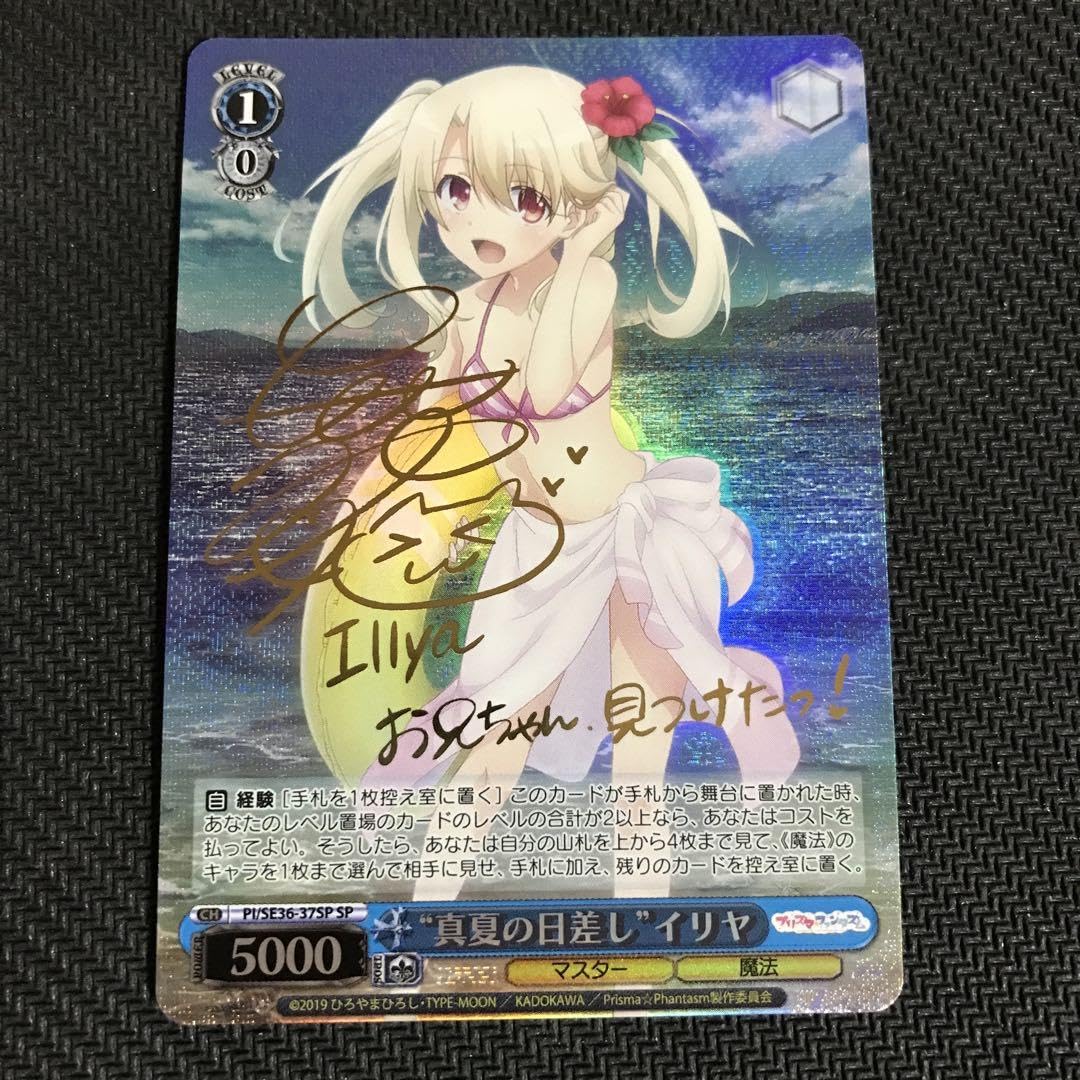 LEVEL
1
0
COST
Illya
お兄ちゃん.見つけたっ!
自 経験 [手札を1枚控え室に置く] このカードが手札から舞台に置かれた時、
あなたのレベル置場のカードのレベルの合計が2以上なら、あなたはコストを
払ってよい。そうしたら、あなたは自分の山札を上から4枚まで見て、《魔法》の
キャラを1枚まで選んで相手に見せ、手札に加え、残りのカードを控え室に置く。
CH PI/SE36-37SP SP
“真夏の日差し”イリヤ
プリズマファンタズム
5000
マスター
魔法
©2019 ひろやまひろし・TYPE-MOON ／ KADOKAWA ／ Prisma☆Phantasm製作委員会